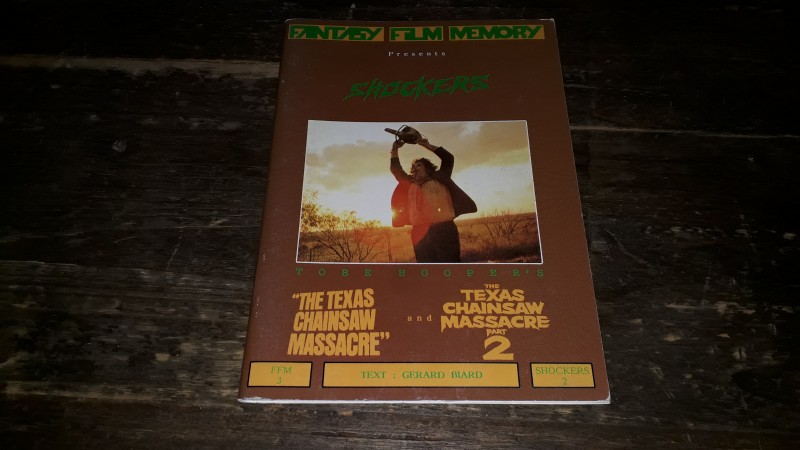 FANTASY FILM MEMORY
Presents
SHOCKERS
TOBE HOOPER'S
"THE TEXAS
CHAINSAW
MASSACRE"
and
THE
TEXAS
CHAINSAW
MASSACRE
PART
2
FFM
3
TEXT : GERARD BIARD
SHOCKERS
2